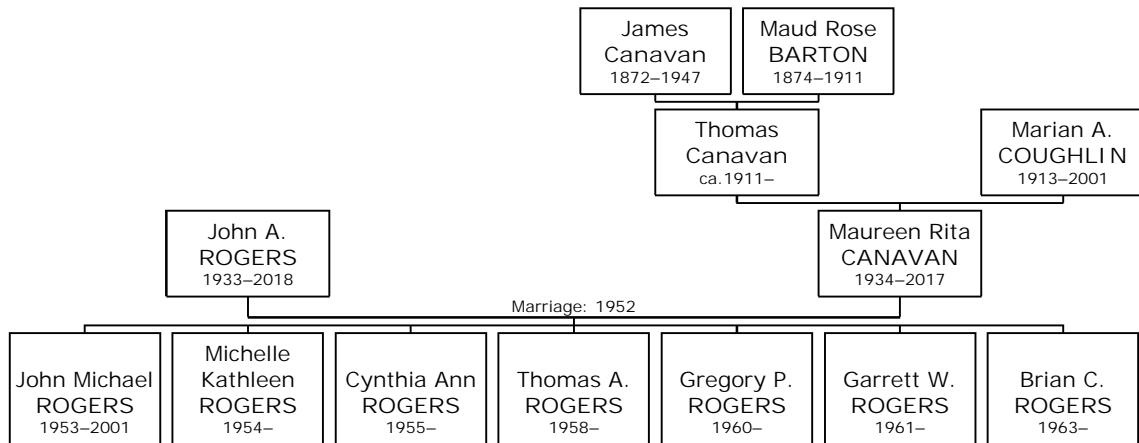 James
Canavan
1872–1947
Maud Rose
BARTON
1874–1911
Thomas
Canavan
ca.1911–
Marian A.
COUGHLIN
1913–2001
John A.
ROGERS
1933–2018
Maureen Rita
CANAVAN
1934–2017
Marriage: 1952
John Michael
ROGERS
1953–2001
Michelle
Kathleen
ROGERS
1954–
Cynthia Ann
ROGERS
1955–
Thomas A.
ROGERS
1958–
Gregory P.
ROGERS
1960–
Garrett W.
ROGERS
1961–
Brian C.
ROGERS
1963–